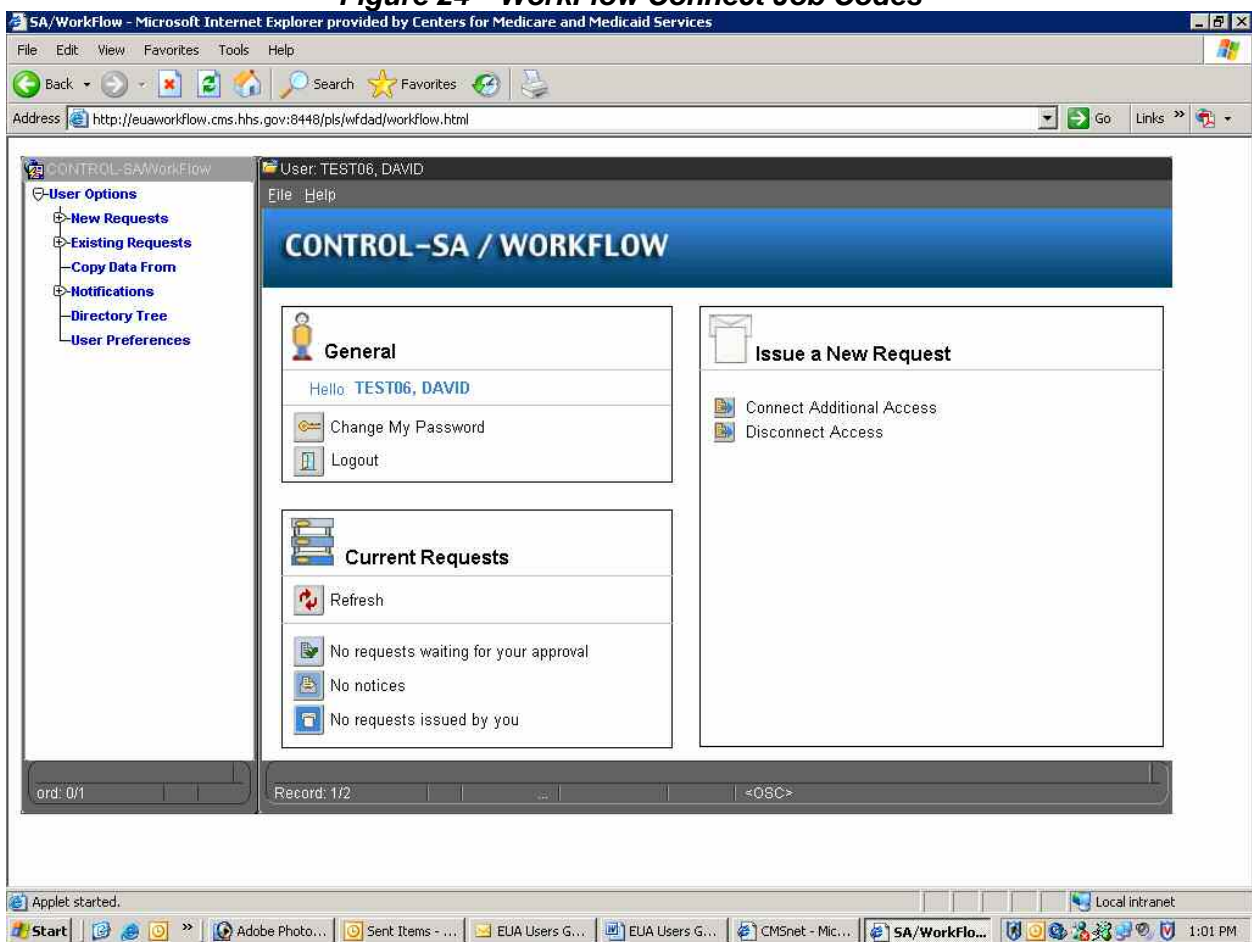 Figure 24 – WorkFlow Connect Job Codes
SA/WorkFlow - Microsoft Internet Explorer provided by Centers for Medicare and Medicaid Services
File Edit View Favorites Tools Help
Back Search Favorites
Address http://euaworkflow.cms.hhs.gov:8448/pls/wfdad/workflow.html Go Links »
CONTROL-SA/WorkFlow
User Options
New Requests
Existing Requests
Copy Data From
Notifications
Directory Tree
User Preferences
ord: 0/1
User: TEST06, DAVID
File Help
CONTROL-SA / WORKFLOW
General
Hello TEST06, DAVID
Change My Password
Logout
Current Requests
Refresh
No requests waiting for your approval
No notices
No requests issued by you
Issue a New Request
Connect Additional Access
Disconnect Access
Record: 1/2 ... <OSC>
Applet started. Local intranet
Start » Adobe Photo... Sent Items - ... EUA Users G... EUA Users G... CMSnet - Mic... SA/WorkFlo... 1:01 PM